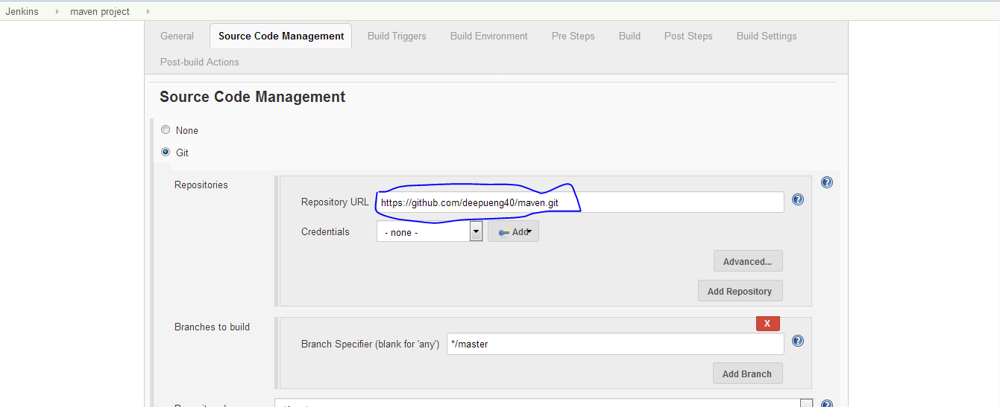 Jenkins maven project
General Source Code Management Build Triggers Build Environment Pre Steps Build Post Steps Build Settings
Post-build Actions
Source Code Management
None
Git
Repositories
Repository URL https://github.com/deepueng40/maven.git
Credentials - none - Add
Advanced...
Add Repository
Branches to build
X
Branch Specifier (blank for 'any') */master
Add Branch